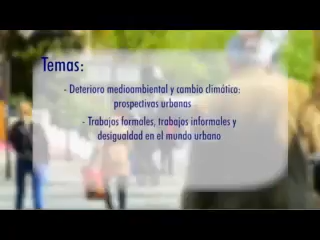 Temas:
- Deterioro medioambiental y cambio climático:
prospectivas urbanas
- Trabajos formales, trabajos informales y
desigualdad en el mundo urbano